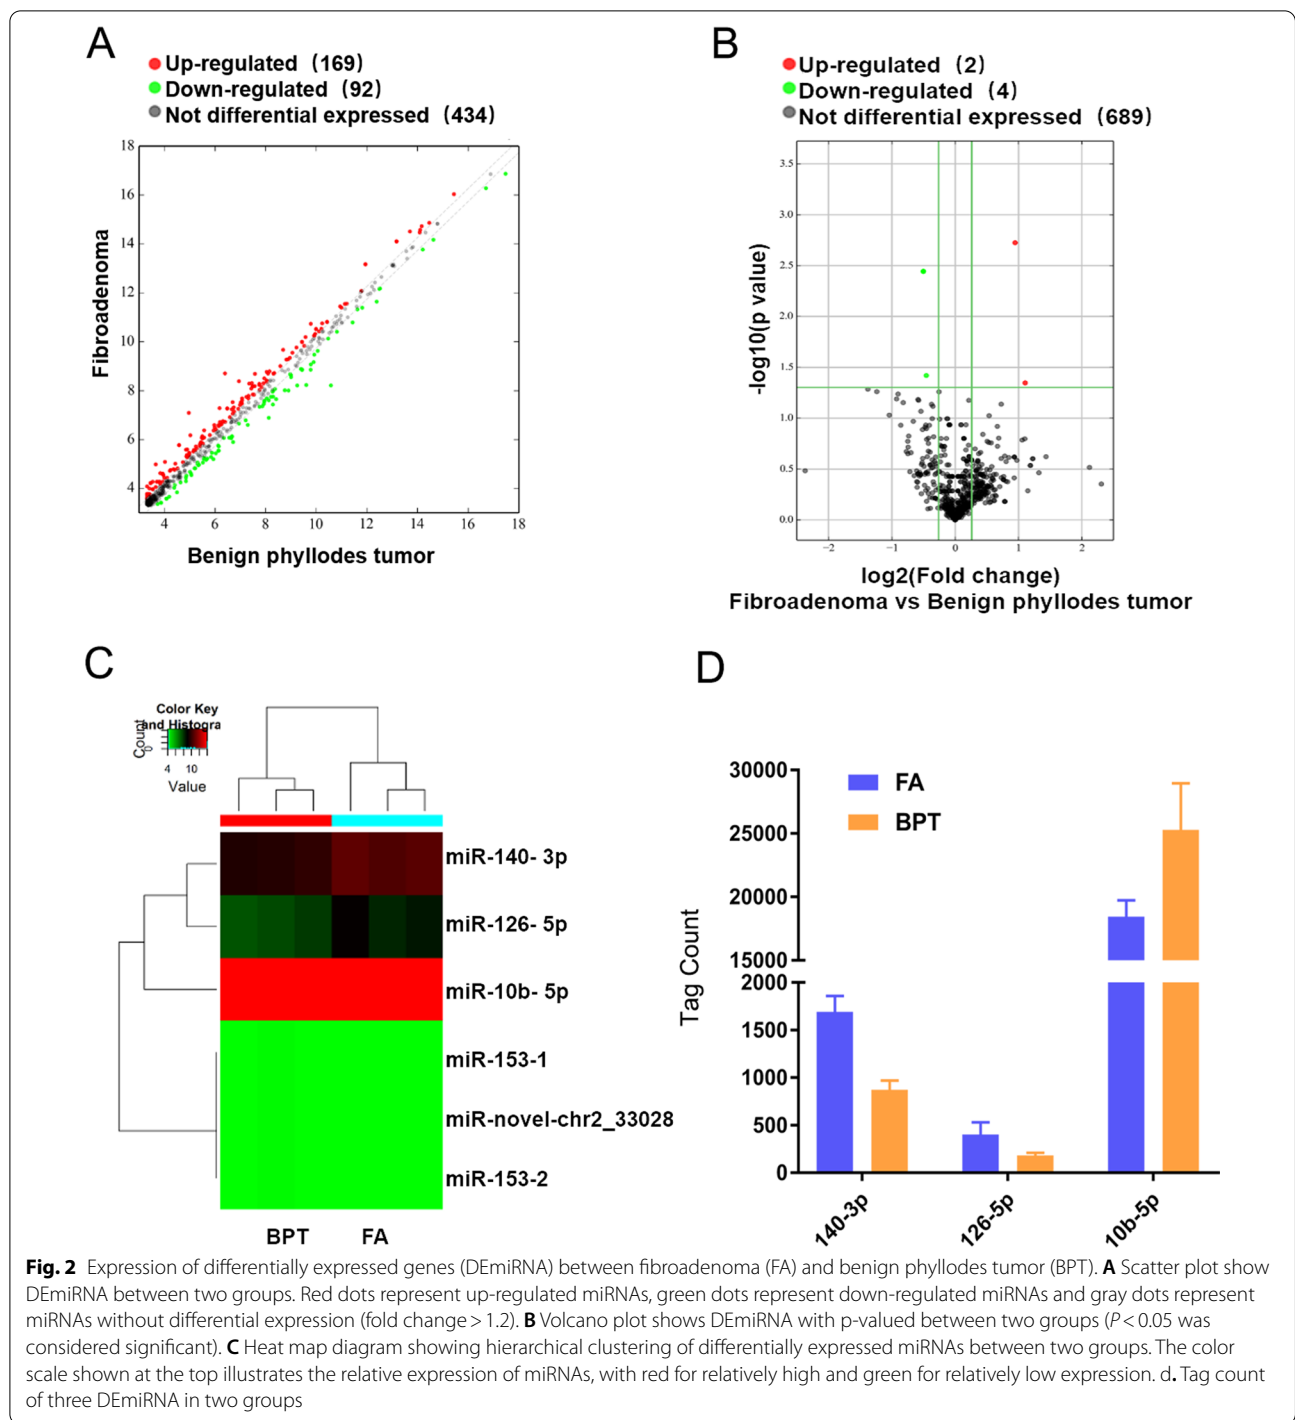 A
Up-regulated (169)
Down-regulated (92)
Not differential expressed (434)
18
16
14
12
10
8
6
4
Fibroadenoma
4 6 8 10 12 14 16 18
Benign phyllodes tumor
B
Up-regulated (2)
Down-regulated (4)
Not differential expressed (689)
3.5
3.0
2.5
2.0
1.5
1.0
0.5
0.0
-log10(p value)
−2 −1 0 1 2
log2(Fold change)
Fibroadenoma vs Benign phyllodes tumor
C
Color Key
and Histogra
Count
0
4 10
Value
miR-140- 3p
miR-126- 5p
miR-10b- 5p
miR-153-1
miR-novel-chr2_33028
miR-153-2
BPT FA
D
FA
BPT
30000
25000
20000
15000
2000
1500
1000
500
0
Tag Count
140-3p
126-5p
10b-5p
Fig. 2 Expression of differentially expressed genes (DEmiRNA) between fibroadenoma (FA) and benign phyllodes tumor (BPT). A Scatter plot show
DEmiRNA between two groups. Red dots represent up-regulated miRNAs, green dots represent down-regulated miRNAs and gray dots represent
miRNAs without differential expression (fold change > 1.2). B Volcano plot shows DEmiRNA with p-valued between two groups (P < 0.05 was
considered significant). C Heat map diagram showing hierarchical clustering of differentially expressed miRNAs between two groups. The color
scale shown at the top illustrates the relative expression of miRNAs, with red for relatively high and green for relatively low expression. d. Tag count
of three DEmiRNA in two groups